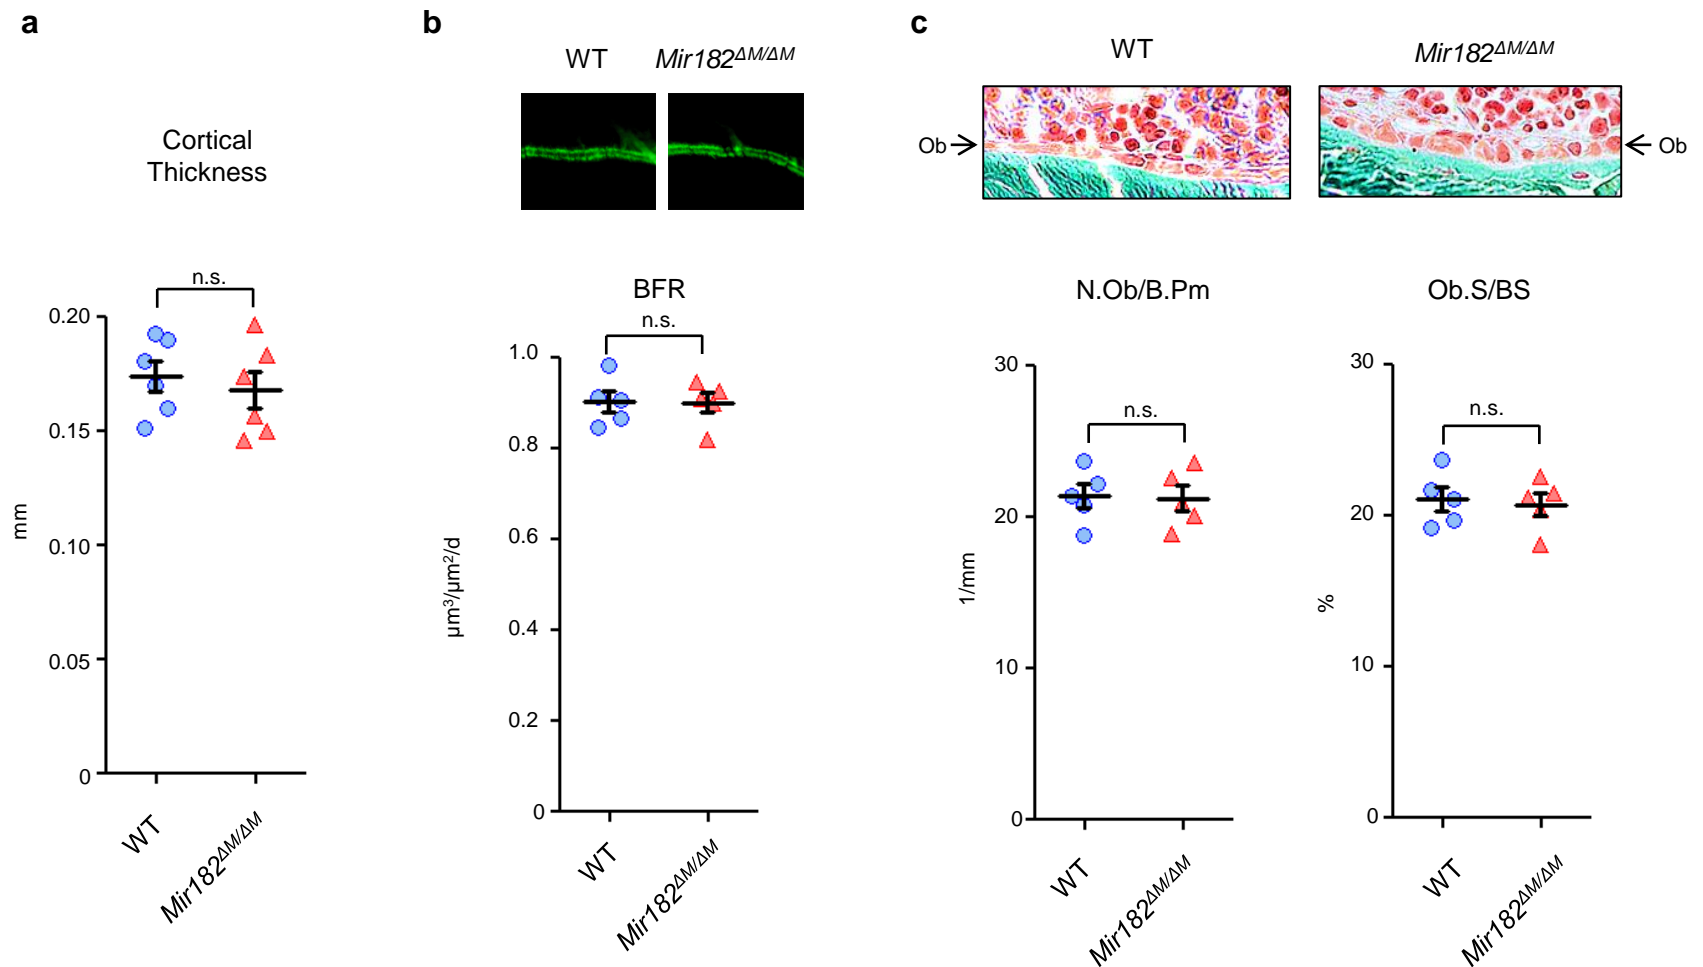 a
Cortical
Thickness
n.s.
0.20
0.15
0.10
0.05
0
mm
WT
Mir182ΔM/ΔM
b
WT
Mir182ΔM/ΔM
BFR
n.s.
1.0
0.8
0.6
0.4
0.2
0
µm³/µm²/d
WT
Mir182ΔM/ΔM
c
WT
Mir182ΔM/ΔM
Ob
Ob
N.Ob/B.Pm
n.s.
30
20
10
0
1/mm
WT
Mir182ΔM/ΔM
Ob.S/BS
n.s.
30
20
10
0
%
WT
Mir182ΔM/ΔM